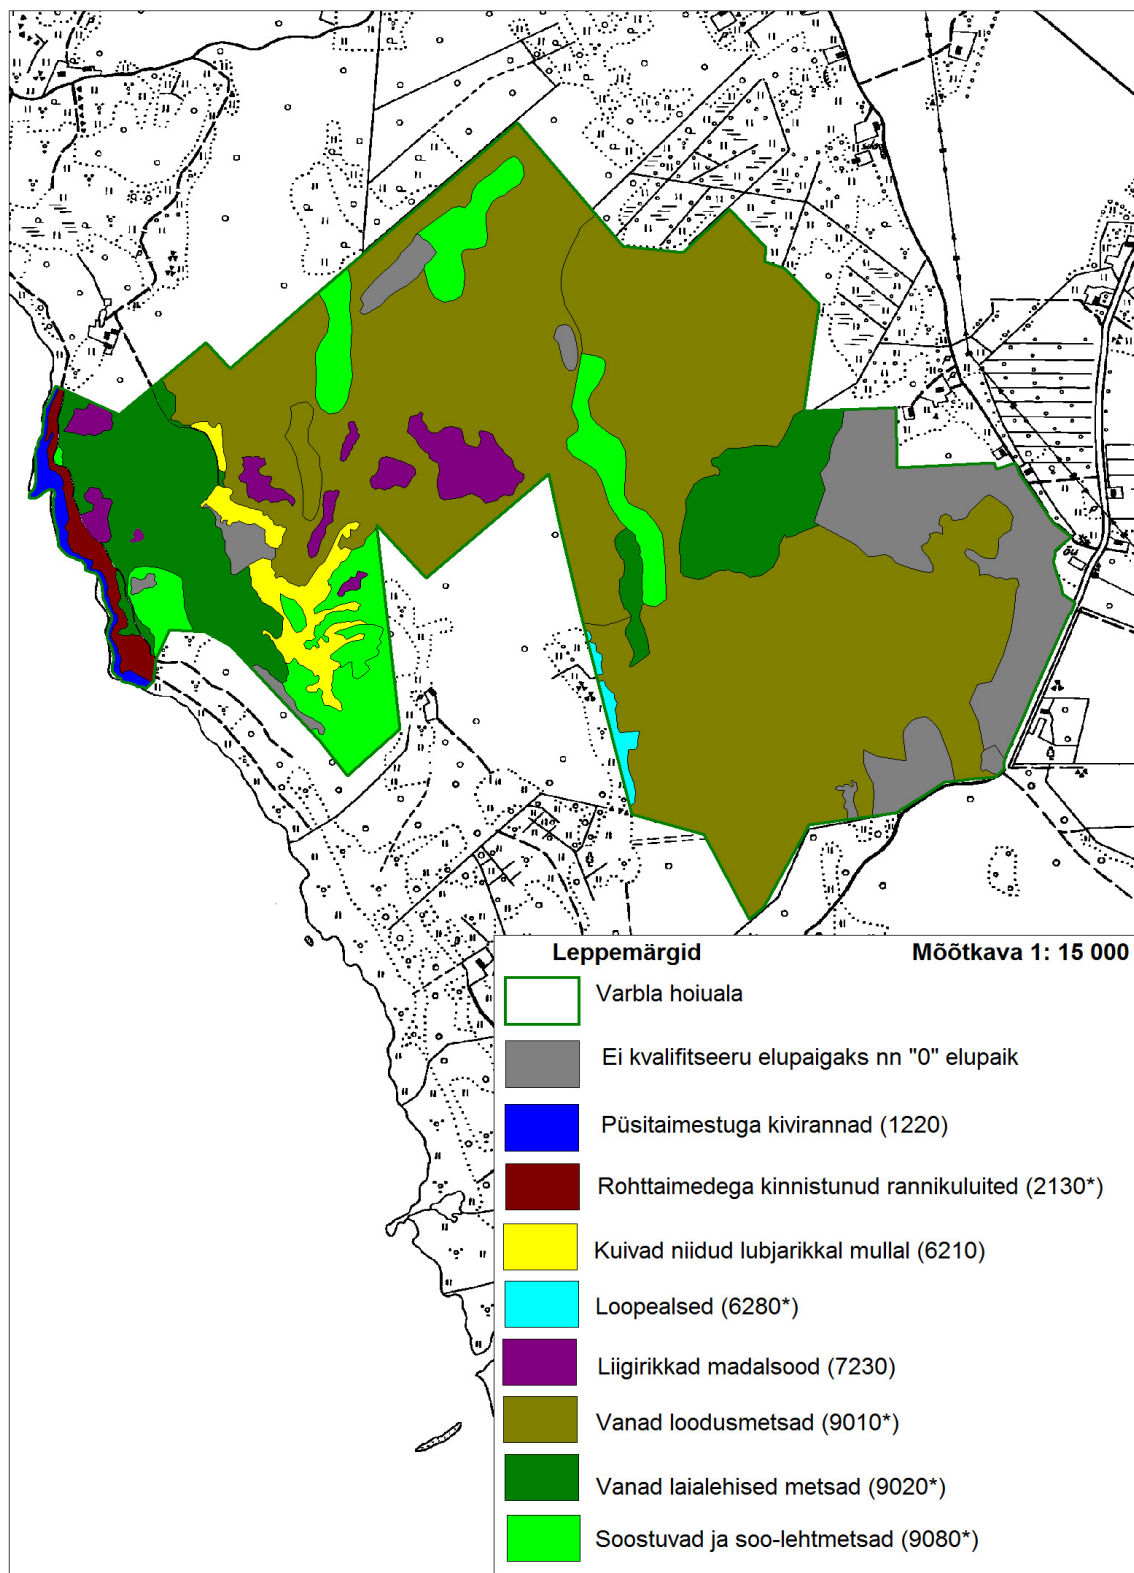 Leppemärgid Mõõtkava 1: 15 000
Varbla hoiuala
Ei kvalifitseeru elupaigaks nn "0" elupaik
Püsitaimestuga kivirannad (1220)
Rohttaimedega kinnistunud rannikuluited (2130*)
Kuivad niidud lubjarikkal mullal (6210)
Loopealsed (6280*)
Liigirikkad madalsood (7230)
Vanad loodusmetsad (9010*)
Vanad laialehised metsad (9020*)
Soostuvad ja soo-lehtmetsad (9080*)